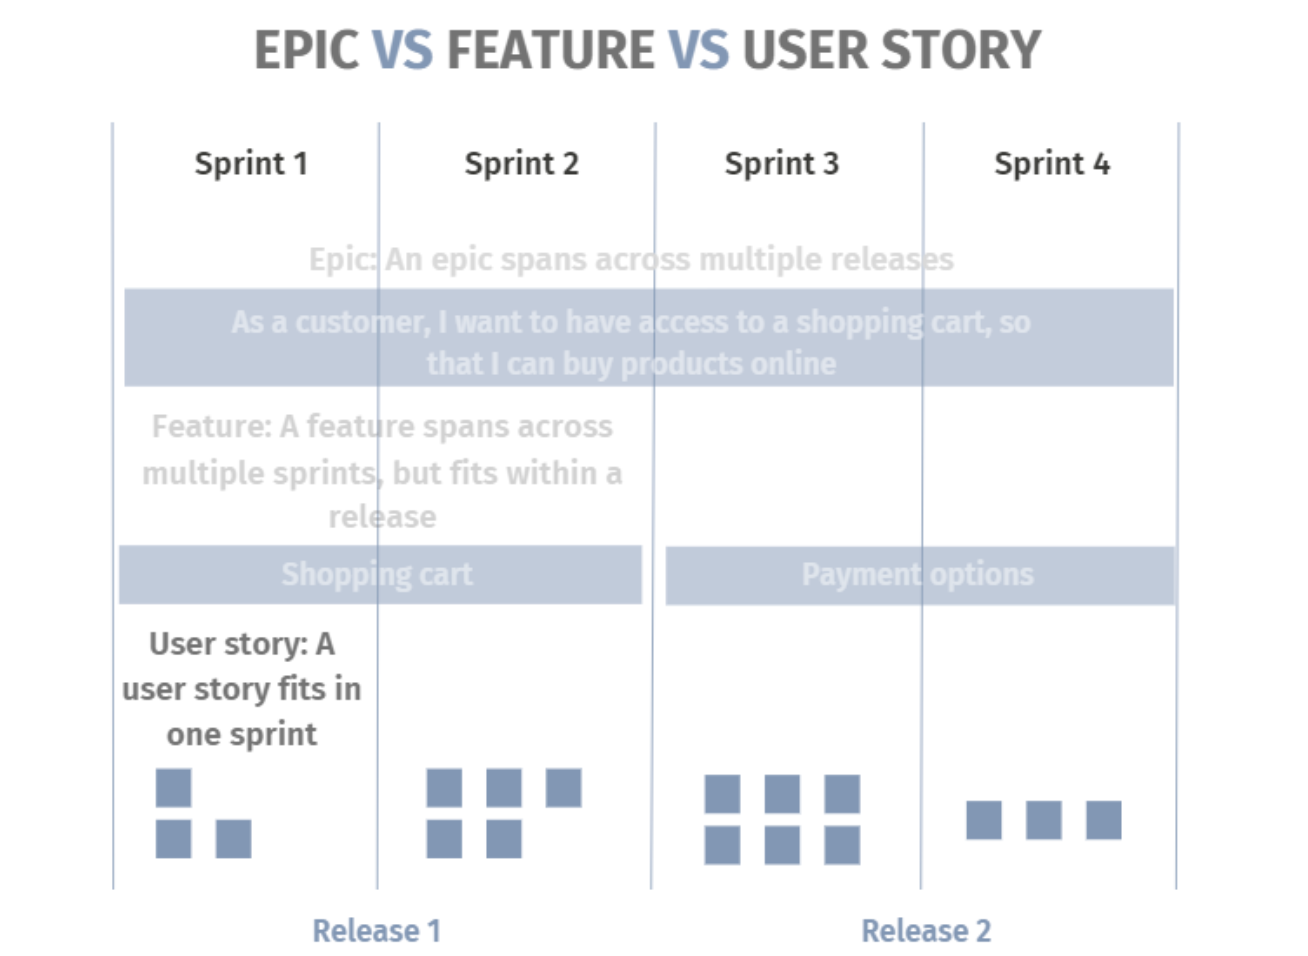 EPIC VS FEATURE VS USER STORY
Sprint 1
Sprint 2
Sprint 3
Sprint 4
Epic: An epic spans across multiple releases
As a customer, I want to have access to a shopping cart, so
that I can buy products online
Feature: A feature spans across
multiple sprints, but fits within a
release
Shopping cart
Payment options
User story: A
user story fits in
one sprint
Release 1
Release 2